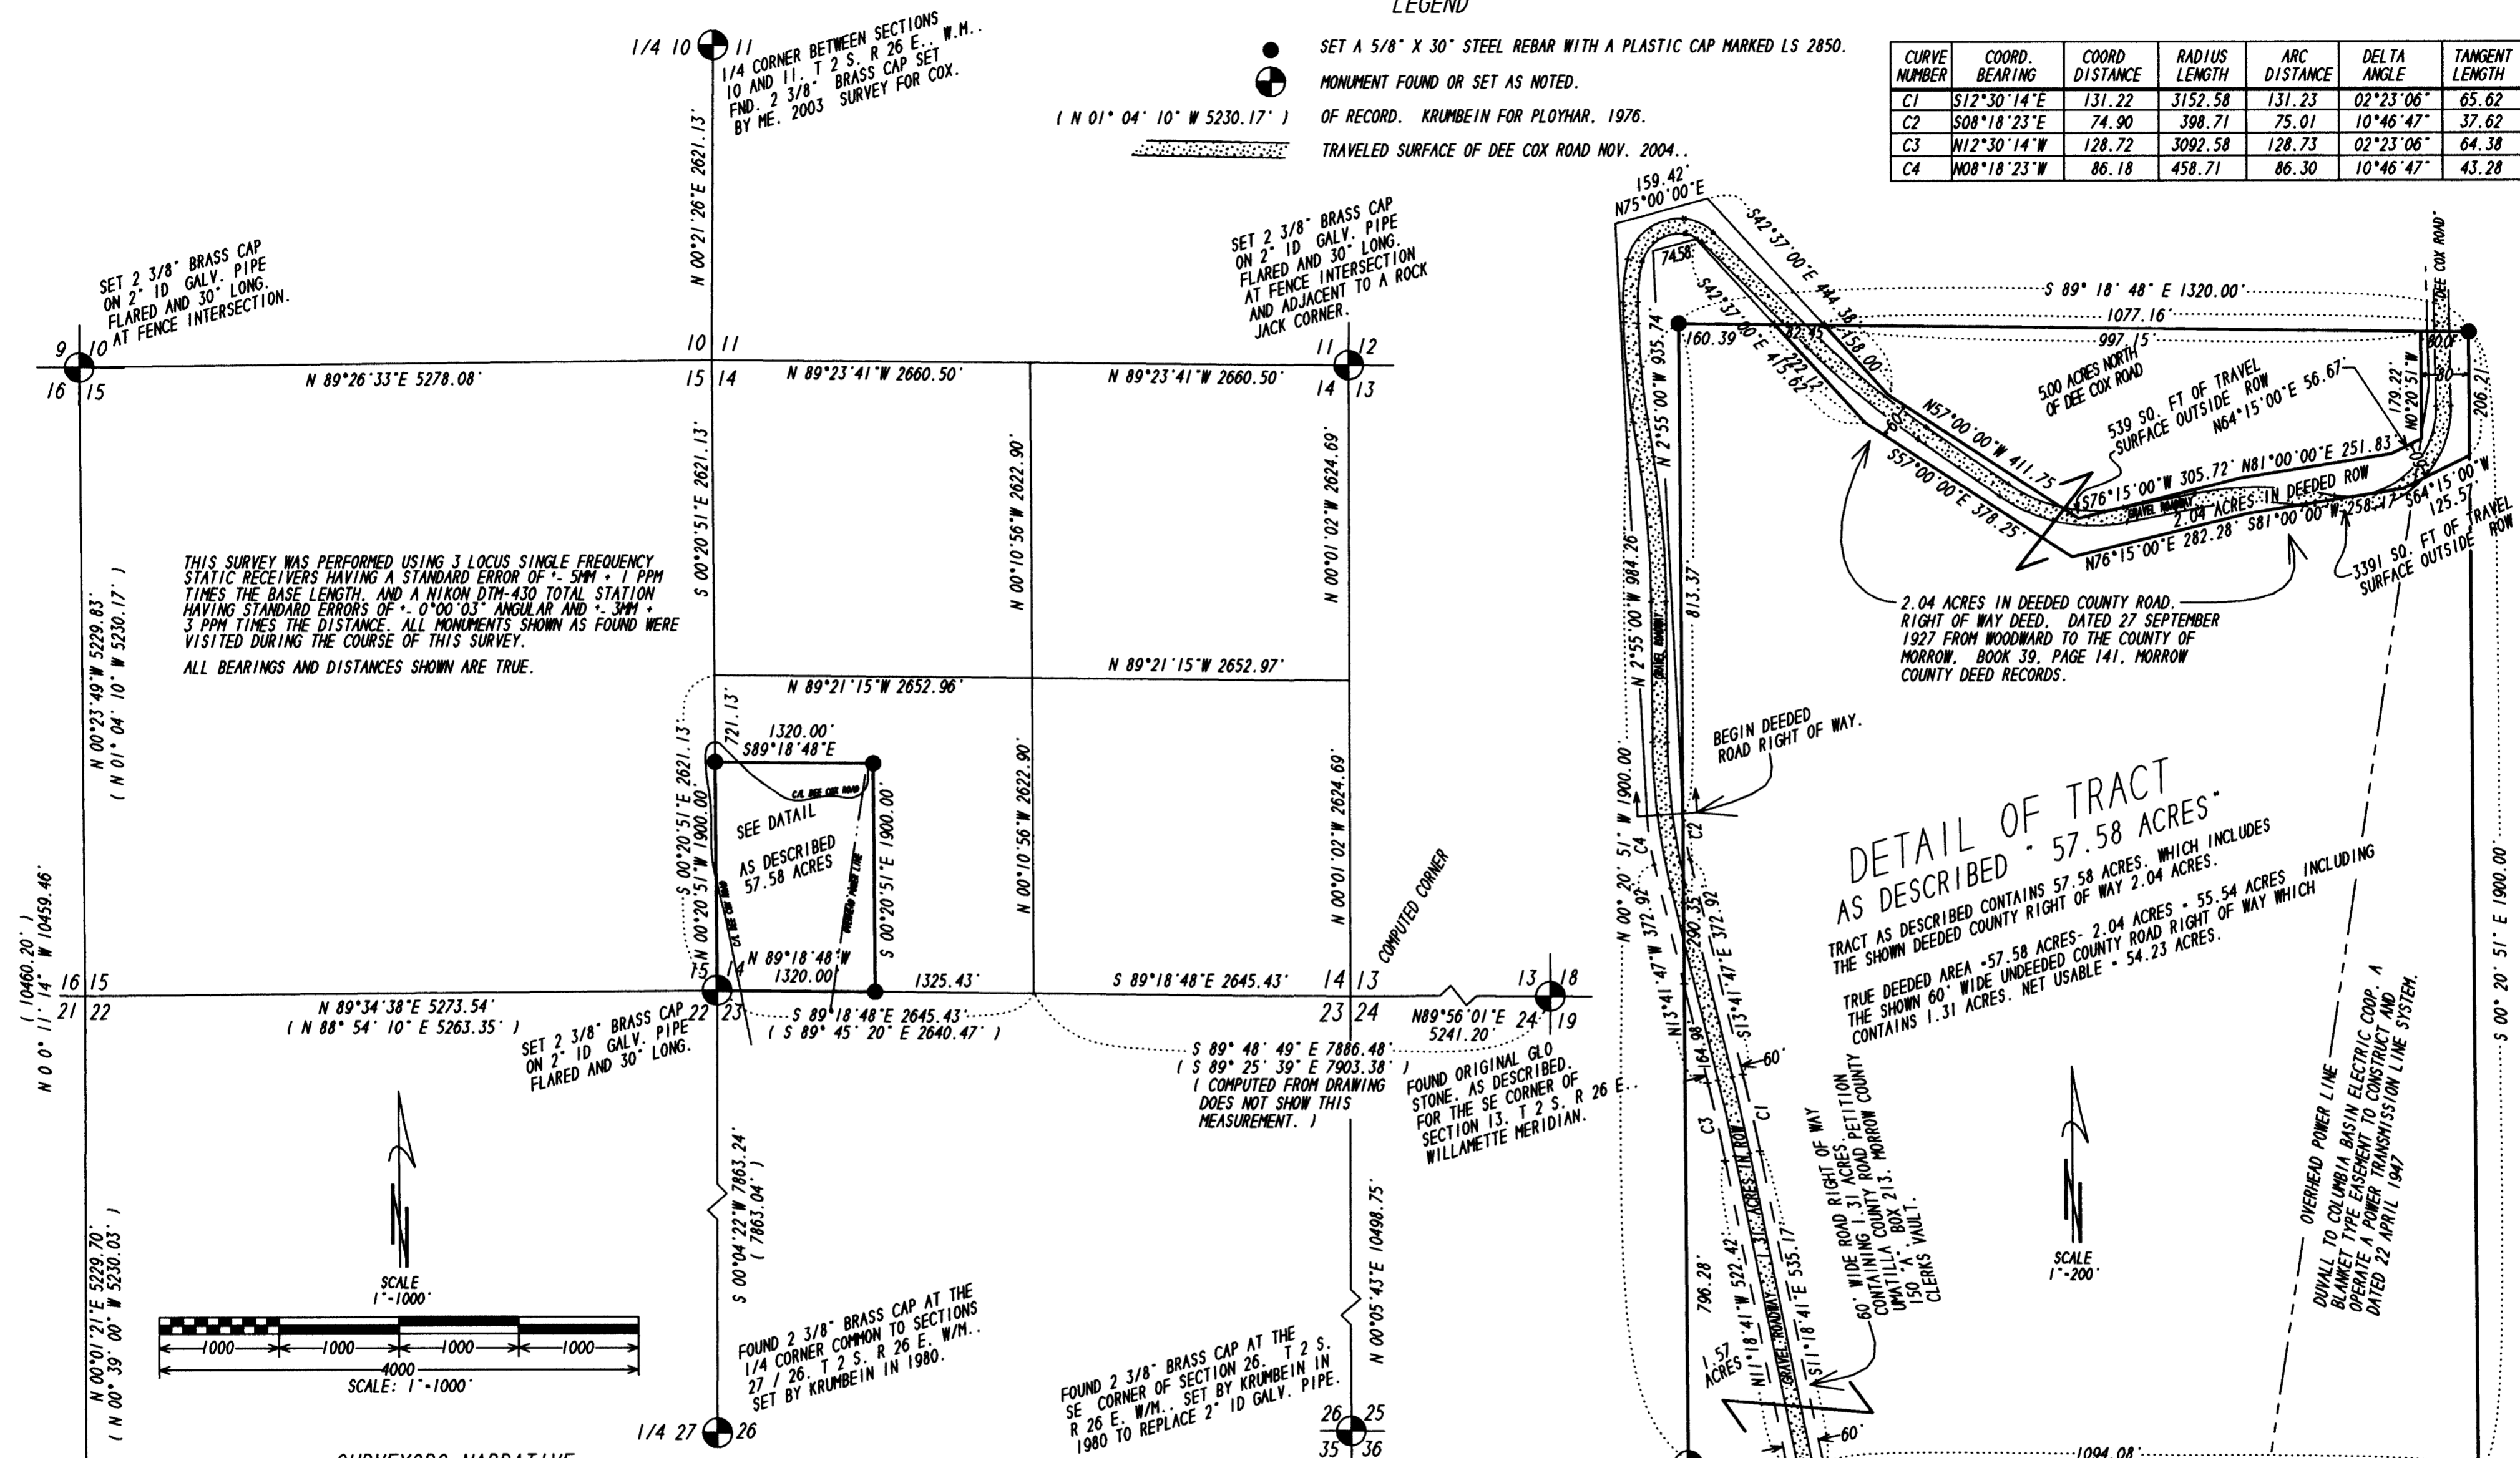 LEGEND
SET A 5/8" X 30" STEEL REBAR WITH A PLASTIC CAP MARKED LS 2850.
MONUMENT FOUND OR SET AS NOTED.
( N 01° 04' 10" W 5230.17' )
OF RECORD. KRUMBEIN FOR PLOYHAR, 1976.
TRAVELED SURFACE OF DEE COX ROAD NOV. 2004..
CURVE NUMBER COORD. BEARING COORD DISTANCE RADIUS LENGTH ARC DISTANCE DELTA ANGLE TANGENT LENGTH
C1 S12°30'14"E 131.22 3152.58 131.23 02°23'06" 65.62
C2 S08°18'23"E 74.90 398.71 75.01 10°46'47" 37.62
C3 N12°30'14"W 128.72 3092.58 128.73 02°23'06" 64.38
C4 N08°18'23"W 86.18 458.71 86.30 10°46'47" 43.28
1/4 10 11
1/4 CORNER BETWEEN SECTIONS
10 AND 11. T 2 S. R 26 E.. W.M..
FND. 2 3/8" BRASS CAP SET
BY ME. 2003 SURVEY FOR COX.
N 00°21'26"E 2621.13'
SET 2 3/8" BRASS CAP
ON 2" ID GALV. PIPE
FLARED AND 30" LONG.
AT FENCE INTERSECTION.
9 10
16 15
N 89°26'33"E 5278.08'
10 11
15 14
N 89°23'41"W 2660.50'
N 89°23'41"W 2660.50'
SET 2 3/8" BRASS CAP
ON 2" ID GALV. PIPE
FLARED AND 30" LONG.
AT FENCE INTERSECTION
AND ADJACENT TO A ROCK
JACK CORNER.
11 12
14 13
S 00°20'51"E 2621.13'
N 00°10'56"W 2622.90'
N 00°10'02"W 2624.69'
THIS SURVEY WAS PERFORMED USING 3 LOCUS SINGLE FREQUENCY
STATIC RECEIVERS HAVING A STANDARD ERROR OF +- 5MM + 1 PPM
TIMES THE BASE LENGTH, AND A NIKON DTM-430 TOTAL STATION
HAVING STANDARD ERRORS OF +- 0°00'03" ANGULAR AND +- 3MM +
3 PPM TIMES THE DISTANCE. ALL MONUMENTS SHOWN AS FOUND WERE
VISITED DURING THE COURSE OF THIS SURVEY.
ALL BEARINGS AND DISTANCES SHOWN ARE TRUE.
N 00°23'49"W 5229.83'
( N 01° 04' 10" W 5230.17' )
N 89°21'15"W 2652.96'
N 89°21'15"W 2652.97'
721.13'
1320.00'
S89°18'48"E
S 00°20'51"E 2621.13'
N 00°20'51"W 1900.00'
C/L DEE COX ROAD
SEE DATAIL
AS DESCRIBED
57.58 ACRES
OVERHEAD POWER LINE
S 00°20'51"E 1900.00'
N 00°10'56"W 2622.90'
N 00°10'02"W 2624.69'
N 89°18'48"W
1320.00'
15 14
22 23
1325.43'
S 89°18'48"E 2645.43'
( S 89° 45' 20" E 2640.47' )
S 89°18'48"E 2645.43'
14 13
23 24
COMPUTED CORNER
N89°56'01"E
5241.20'
13 18
24 19
( 10460.20' )
N 0° 11' 14" W 10459.46'
16 15
21 22
N 89°34'38"E 5273.54'
( N 88° 54' 10" E 5263.35' )
SET 2 3/8" BRASS CAP
ON 2" ID GALV. PIPE
FLARED AND 30" LONG.
S 89° 48' 49" E 7886.48'
( S 89° 25' 39" E 7903.38' )
( COMPUTED FROM DRAWING
DOES NOT SHOW THIS
MEASUREMENT. )
FOUND ORIGINAL GLO
STONE. AS DESCRIBED.
FOR THE SE CORNER OF
SECTION 13. T 2 S. R 26 E..
WILLAMETTE MERIDIAN.
S 00°04'22"W 7863.24'
( 7863.04' )
N 00°05'43"E 10498.75'
N 00°01'21"E 5229.70'
( N 00° 39' 00" W 5230.03' )
N
SCALE
1"-1000'
1000 1000 1000 1000
4000
SCALE: 1"-1000'
FOUND 2 3/8" BRASS CAP AT THE
1/4 CORNER COMMON TO SECTIONS
27 / 26. T 2 S. R 26 E. W/M..
SET BY KRUMBEIN IN 1980.
1/4 27 26
FOUND 2 3/8" BRASS CAP AT THE
SE CORNER OF SECTION 26. T 2 S.
R 26 E. W/M.. SET BY KRUMBEIN IN
1980 TO REPLACE 2" ID GALV. PIPE.
26 25
35 36
SURVEYORS NARRATIVE
159.42'
N75°00'00"E
S42°37'00"E 444.38'
74.58
S42°37'00"E 415.62'
82.45
222.12
158.00'
S 89° 18' 48" E 1320.00'
1077.16'
997.15
160.39
80.01
80'
DEE COX ROAD
N 2°55'00"W 935.74
N 2°55'00"W 984.26'
GRAVEL ROADWAY
813.37
60'
N57°00'00"W 411.75
S57°00'00"E 378.25'
5.00 ACRES NORTH
OF DEE COX ROAD
539 SQ. FT OF TRAVEL
SURFACE OUTSIDE ROW
N64°15'00"E 56.67'
179.22'
N0°20'51"W
206.21'
S76°15'00"W 305.72'
N81°00'00"E 251.83'
GRAVEL ROADWAY
2.04 ACRES IN DEEDED ROW
60'
N76°15'00"E 282.28'
S81°00'00"W 258.17
S64°15'00"W
125.57'
3391 SQ. FT OF TRAVEL
SURFACE OUTSIDE ROW
2.04 ACRES IN DEEDED COUNTY ROAD.
RIGHT OF WAY DEED. DATED 27 SEPTEMBER
1927 FROM WOODWARD TO THE COUNTY OF
MORROW, BOOK 39, PAGE 141, MORROW
COUNTY DEED RECORDS.
BEGIN DEEDED
ROAD RIGHT OF WAY.
N 00° 20' 51" W 1900.00'
C4
C2
N13°41'47"W 372.92'
290.35
S13°41'47"E 372.92
164.98
60'
C3
C1
DETAIL OF TRACT
AS DESCRIBED " 57.58 ACRES"
TRACT AS DESCRIBED CONTAINS 57.58 ACRES. WHICH INCLUDES
THE SHOWN DEEDED COUNTY RIGHT OF WAY 2.04 ACRES.
TRUE DEEDED AREA =57.58 ACRES- 2.04 ACRES = 55.54 ACRES INCLUDING
THE SHOWN 60' WIDE UNDEEDED COUNTY ROAD RIGHT OF WAY WHICH
CONTAINS 1.31 ACRES. NET USABLE = 54.23 ACRES.
1.31 ACRES IN ROW.
GRAVEL ROADWAY
60' WIDE ROAD RIGHT OF WAY
CONTAINING 1.31 ACRES.
UMATILLA COUNTY ROAD PETITION
150 "A". BOX 213. MORROW COUNTY
CLERKS VAULT.
796.28'
1.57
ACRES
N11°18'41"W 522.42'
S11°18'41"E 535.17'
60'
N
SCALE
1"-200'
OVERHEAD POWER LINE
DUVALL TO COLUMBIA BASIN ELECTRIC COOP. A
BLANKET TYPE EASEMENT TO CONSTRUCT AND
OPERATE A POWER TRANSMISSION LINE SYSTEM.
DATED 22 APRIL 1947
S 00° 20' 51" E 1900.00'
1094.08'